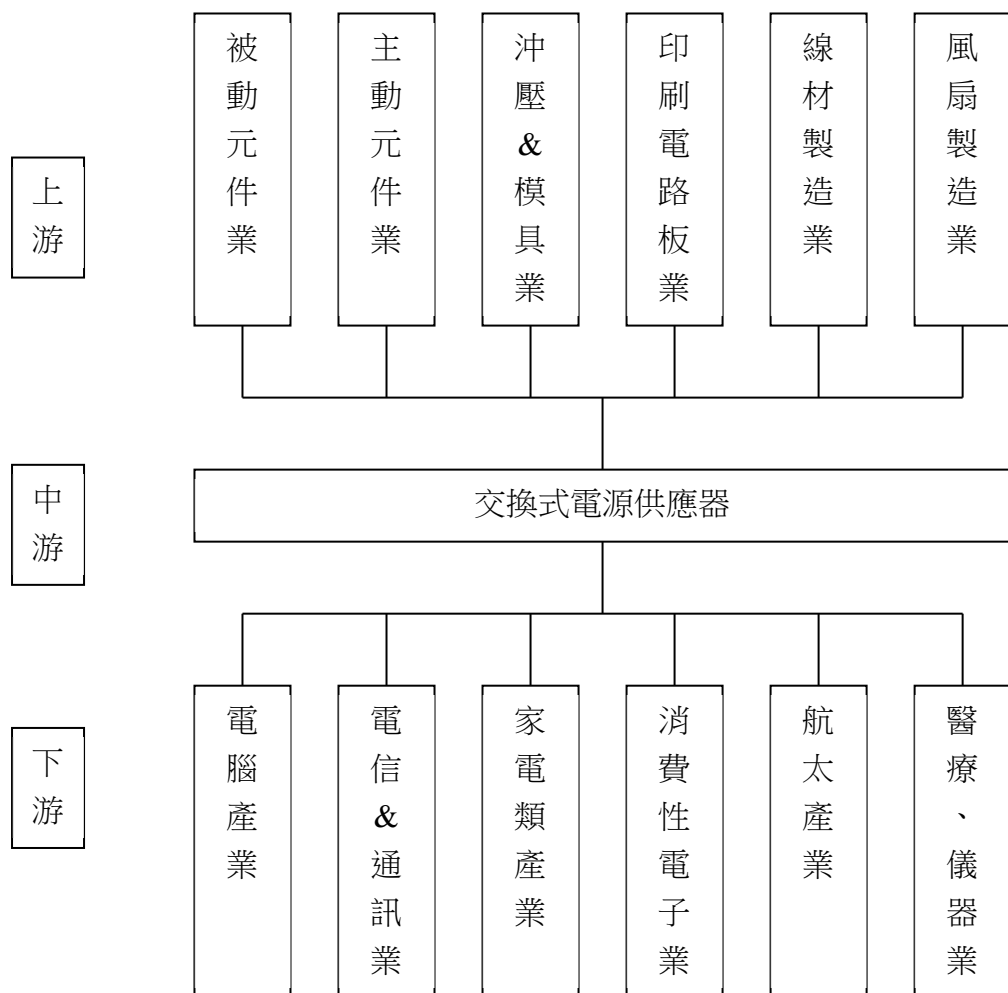 上游
被動元件業
主動元件業
沖壓&模具業
印刷電路板業
線材製造業
風扇製造業
中游
交換式電源供應器
下游
電腦產業
電信&通訊業
家電類產業
消費性電子業
航太產業
醫療、儀器業